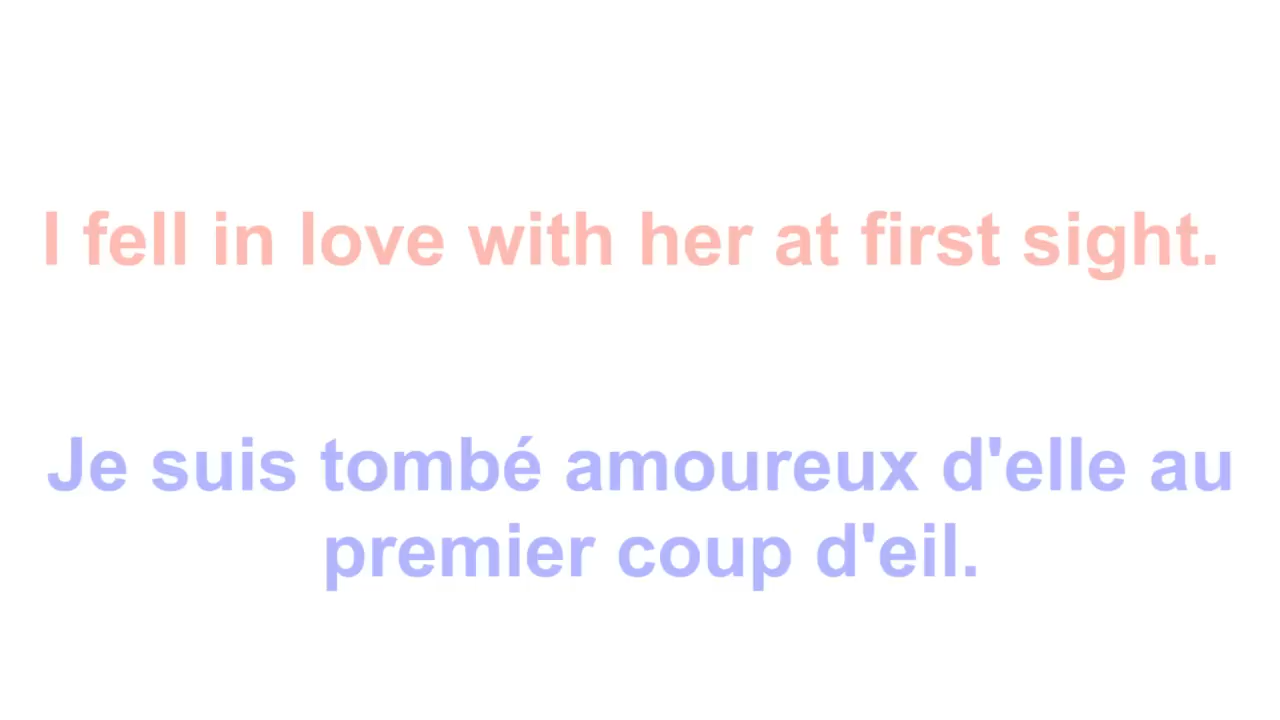 I fell in love with her at first sight.
Je suis tombé amoureux d'elle au
premier coup d'eil.